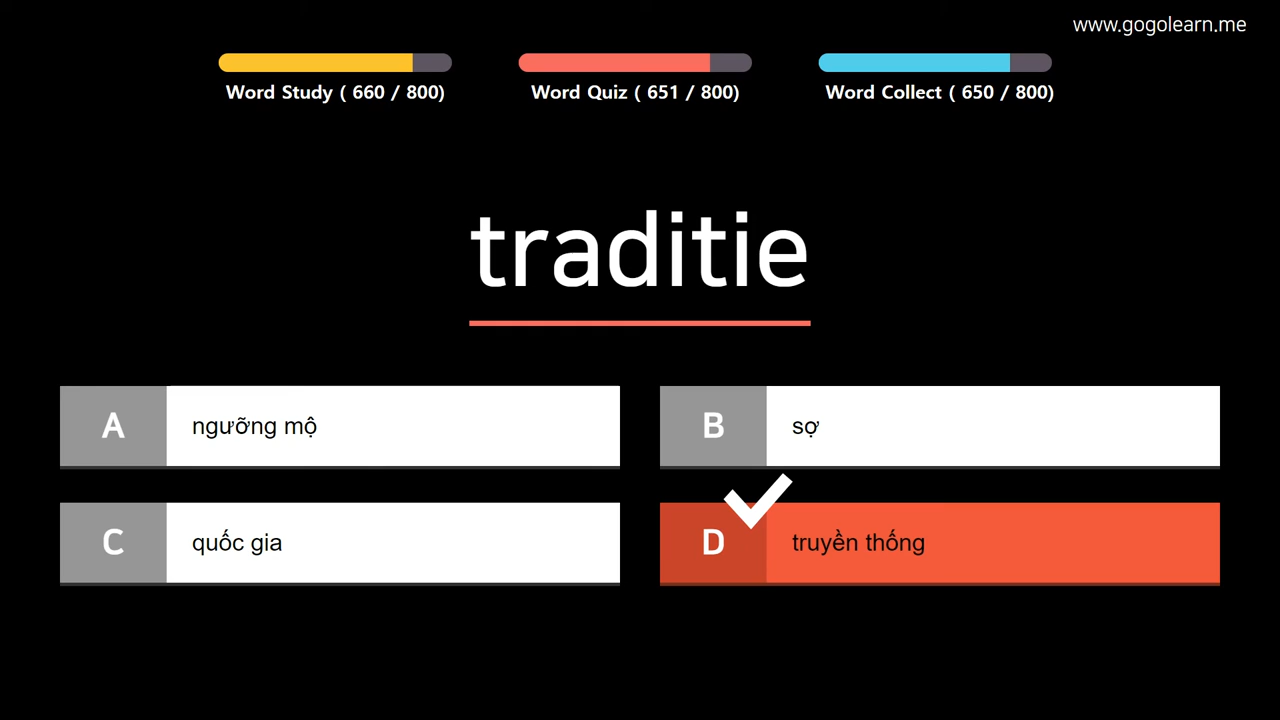 www.gogolearn.me
Word Study ( 660 / 800)
Word Quiz ( 651 / 800)
Word Collect ( 650 / 800)
traditie
A
ngưỡng mộ
B
sợ
C
quốc gia
D
truyền thống